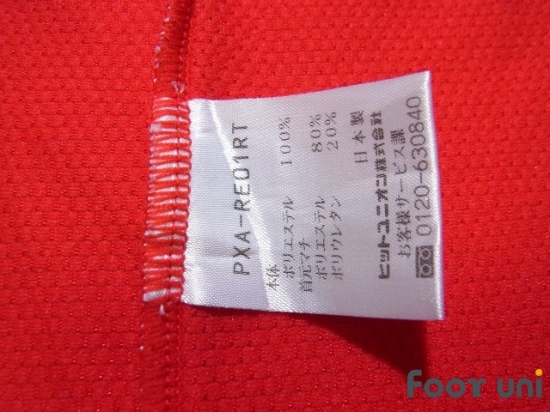 PXA-RE01RT
本体
ポリエステル 100%
首元マチ
ポリエステル 80%
ポリウレタン 20%
日本製
ヒットユニオン株式会社
お客様サービス課
0120-630840
FOOT UNI